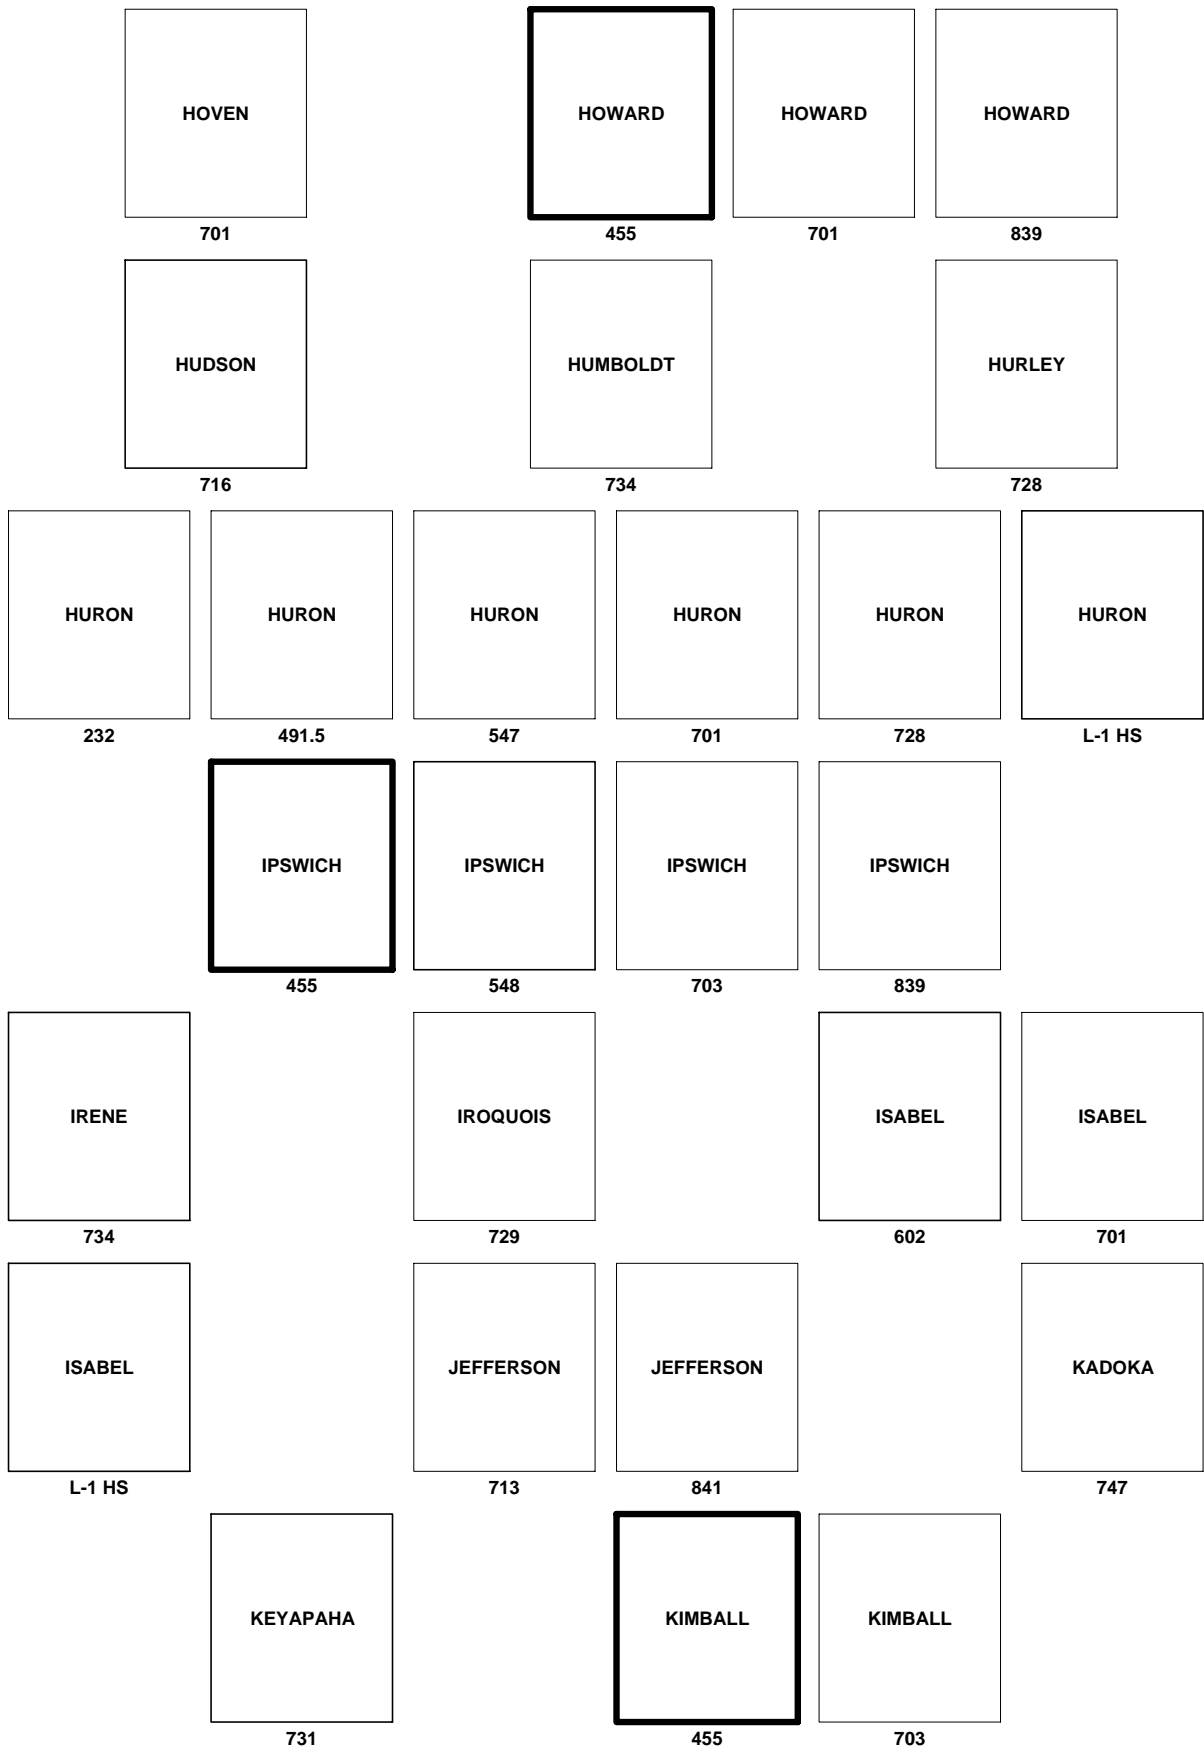 HOVEN HOWARD HOWARD HOWARD
701 455 701 839
HUDSON HUMBOLDT HURLEY
716 734 728
HURON HURON HURON HURON HURON HURON
232 491.5 547 701 728 L-1 HS
IPSWICH IPSWICH IPSWICH IPSWICH
455 548 703 839
IRENE IROQUOIS ISABEL ISABEL
734 729 602 701
ISABEL JEFFERSON JEFFERSON KADOKA
L-1 HS 713 841 747
KEYAPAHA KIMBALL KIMBALL
731 455 703